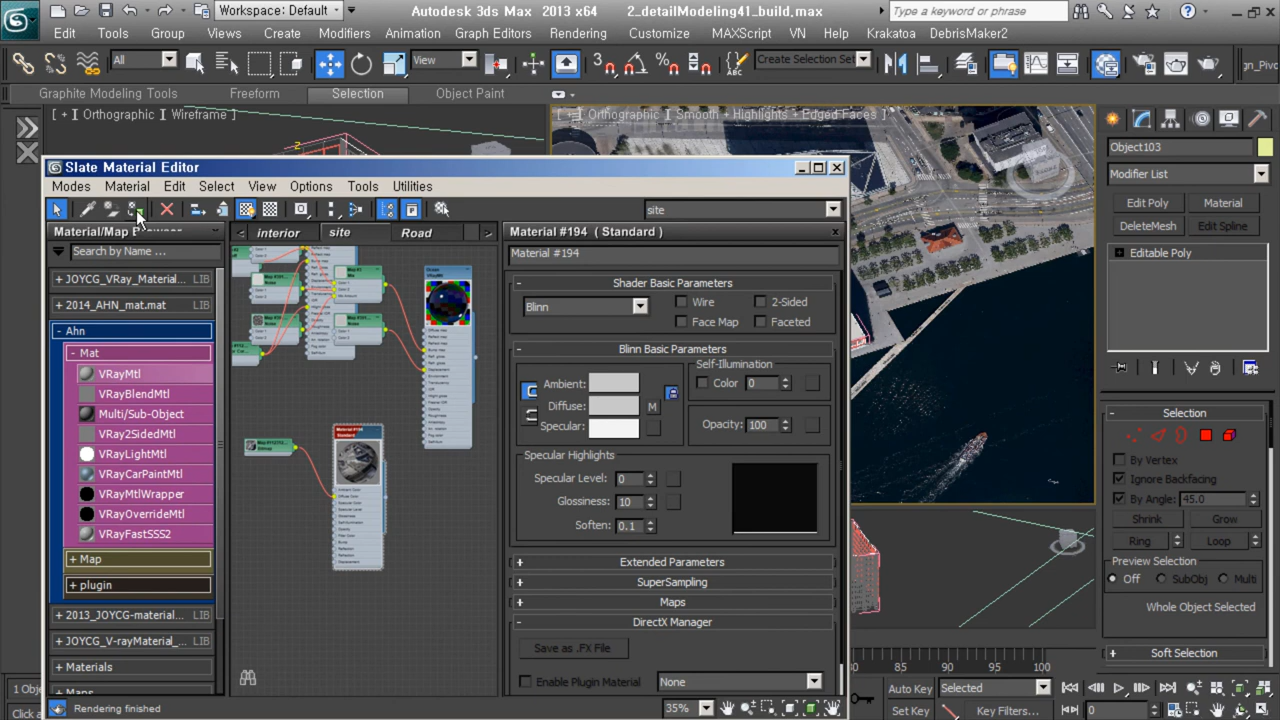 Workspace: Default
Autodesk 3ds Max 2013 x64 2_detailModeling41_build.max
Type a keyword or phrase
Edit Tools Group Views Create Modifiers Animation Graph Editors Rendering Customize MAXScript VN Help Krakatoa DebrisMaker2
All
View
3
Create Selection Set
Graphite Modeling Tools Freeform Selection Object Paint
[ + ] Orthographic ] Wireframe ]
[ + ] Orthographic ] Smooth + Highlights + Edged Faces ]
Object103
Modifier List
Edit Poly Material
DeleteMesh Edit Spline
Editable Poly
Slate Material Editor
Modes Material Edit Select View Options Tools Utilities
site
Material/Map Browser
interior site Road
Material #194 ( Standard )
Search by Name ...
Material #194
+ JOYCG_VRay_Material... LIB
+ 2014_AHN_mat.mat LIB
- Ahn
- Mat
VRayMtl
VRayBlendMtl
Multi/Sub-Object
VRay2SidedMtl
VRayLightMtl
VRayCarPaintMtl
VRayMtlWrapper
VRayOverrideMtl
VRayFastSSS2
+ Map
+ plugin
+ 2013_JOYCG-material... LIB
+ JOYCG_V-rayMaterial_... LIB
+ Materials
+ Maps
Shader Basic Parameters
Blinn
Wire 2-Sided
Face Map Faceted
Blinn Basic Parameters
Self-Illumination
Ambient: Color 0
Diffuse: M
Specular: Opacity: 100
Specular Highlights
Specular Level: 0
Glossiness: 10
Soften: 0.1
Extended Parameters
SuperSampling
Maps
DirectX Manager
Save as .FX File
Enable Plugin Material None
Selection
By Vertex
Ignore Backfacing
By Angle: 45.0
Shrink Grow
Ring Loop
Preview Selection
Off SubObj Multi
Whole Object Selected
Soft Selection
85 90 95 100
Auto Key Selected
Set Key Key Filters... 0
Rendering finished
35%